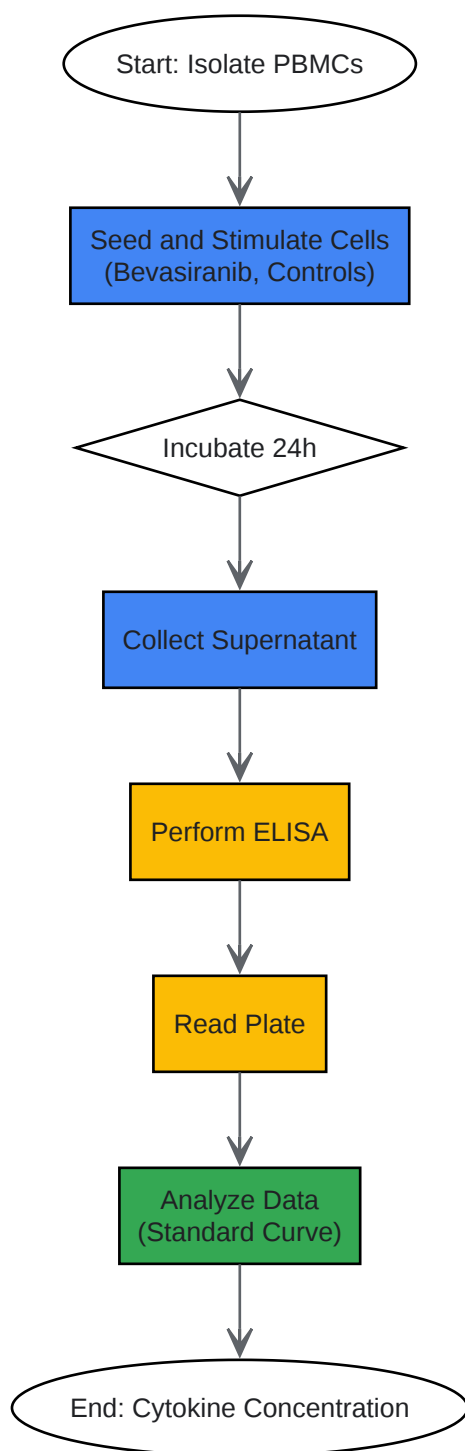 Start: Isolate PBMCs
Seed and Stimulate Cells
(Bevasiranib, Controls)
Incubate 24h
Collect Supernatant
Perform ELISA
Read Plate
Analyze Data
(Standard Curve)
End: Cytokine Concentration